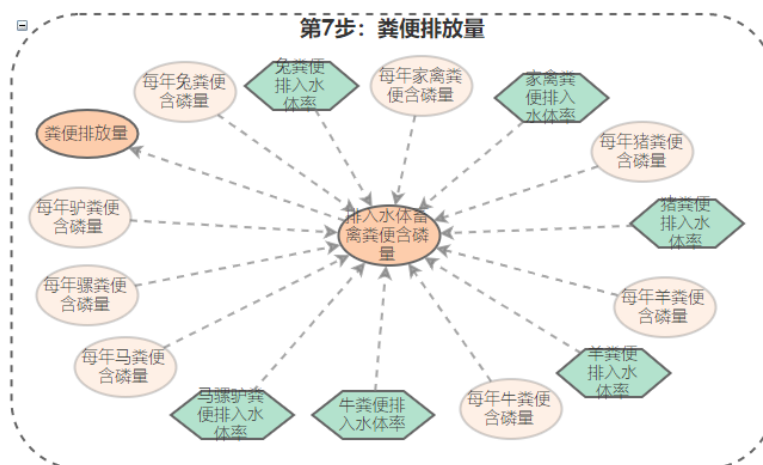 第7步：粪便排放量
每年兔粪便
含磷量
兔粪便
排入水
体率
每年家禽粪
便含磷量
家禽粪
便排入
水体率
粪便排放量
每年猪粪便
含磷量
每年驴粪便
含磷量
排入水体畜
禽粪便含磷
量
猪粪便
排入水
体率
每年骡粪便
含磷量
每年羊粪便
含磷量
每年马粪便
含磷量
羊粪便
排入水
体率
马骡驴粪
便排入水
体率
牛粪便排
入水体率
每年牛粪便
含磷量